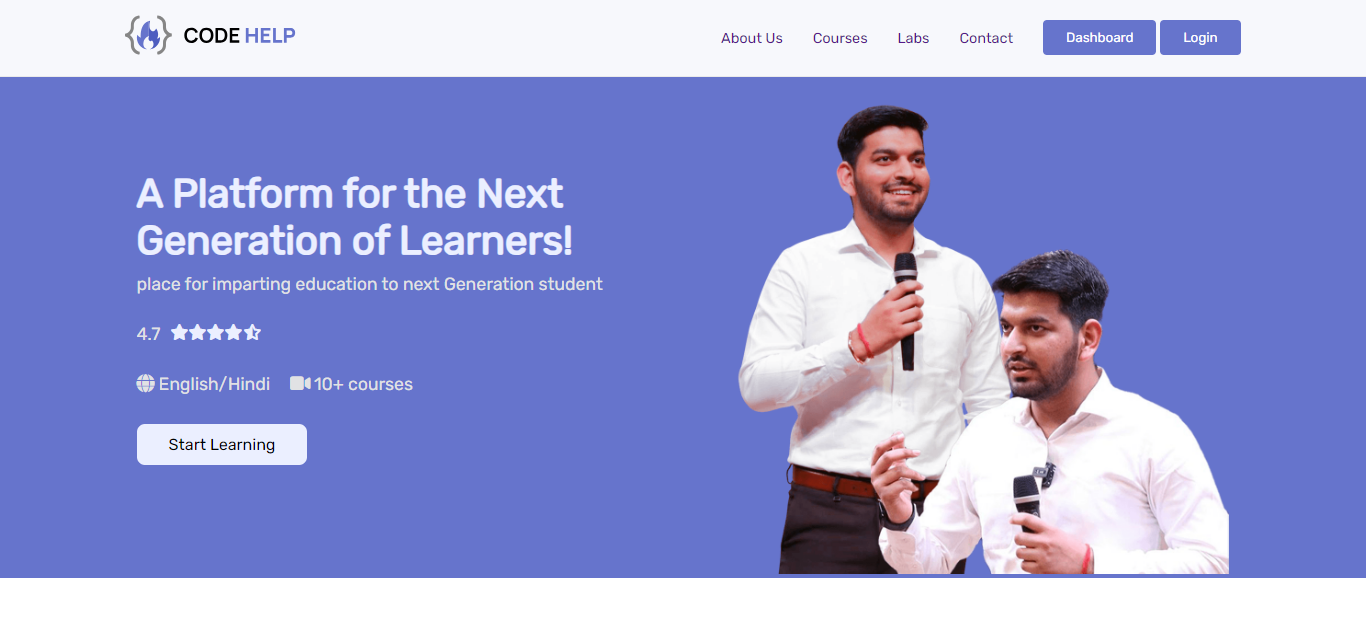 CODE HELP
About Us
Courses
Labs
Contact
Dashboard
Login
A Platform for the Next
Generation of Learners!
place for imparting education to next Generation student
4.7
English/Hindi
10+ courses
Start Learning